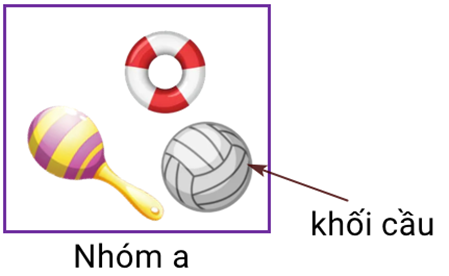 khối cầu
Nhóm a